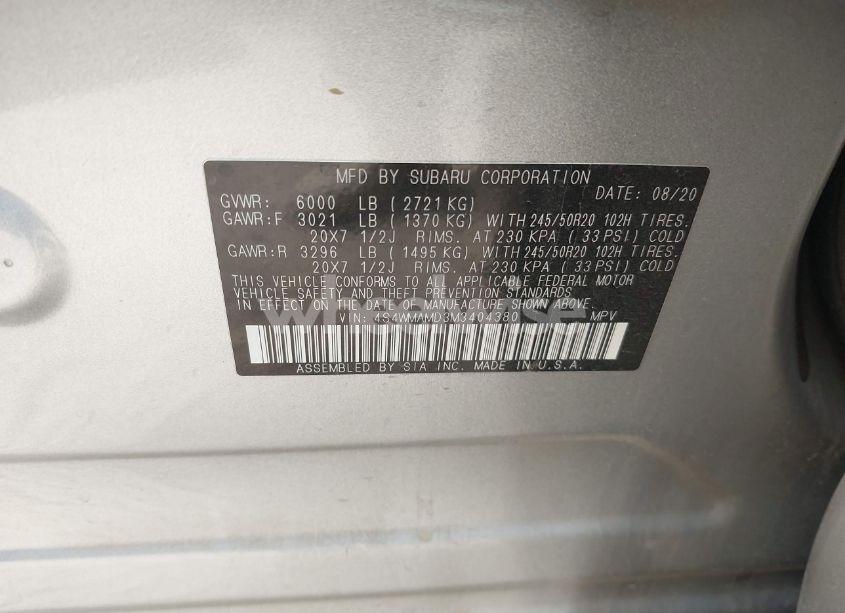 MFD BY SUBARU CORPORATION
DATE: 08/20
GVWR: 6000 LB ( 2721 KG)
GAWR:F 3021 LB ( 1370 KG) WITH 245/50R20 102H TIRES.
20X7 1/2J RIMS. AT 230 KPA ( 33 PSI) COLD
GAWR:R 3296 LB ( 1495 KG) WITH 245/50R20 102H TIRES.
20X7 1/2J RIMS. AT 230 KPA ( 33 PSI) COLD
THIS VEHICLE CONFORMS TO ALL APPLICABLE FEDERAL MOTOR
VEHICLE SAFETY AND THEFT PREVENTION STANDARDS
IN EFFECT ON THE DATE OF MANUFACTURE SHOWN ABOVE.
VIN: 4S4WMAMD3M3404380 MPV
ASSEMBLED BY SIA INC. MADE IN U.S.A.